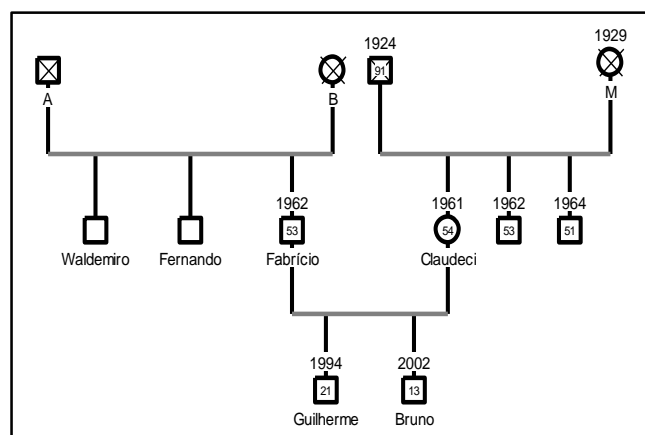 1924 1929
91
A B M
1962 1961 1962 1964
53 54 53 51
Waldemiro Fernando Fabrício Claudeci
1994 2002
21 13
Guilherme Bruno